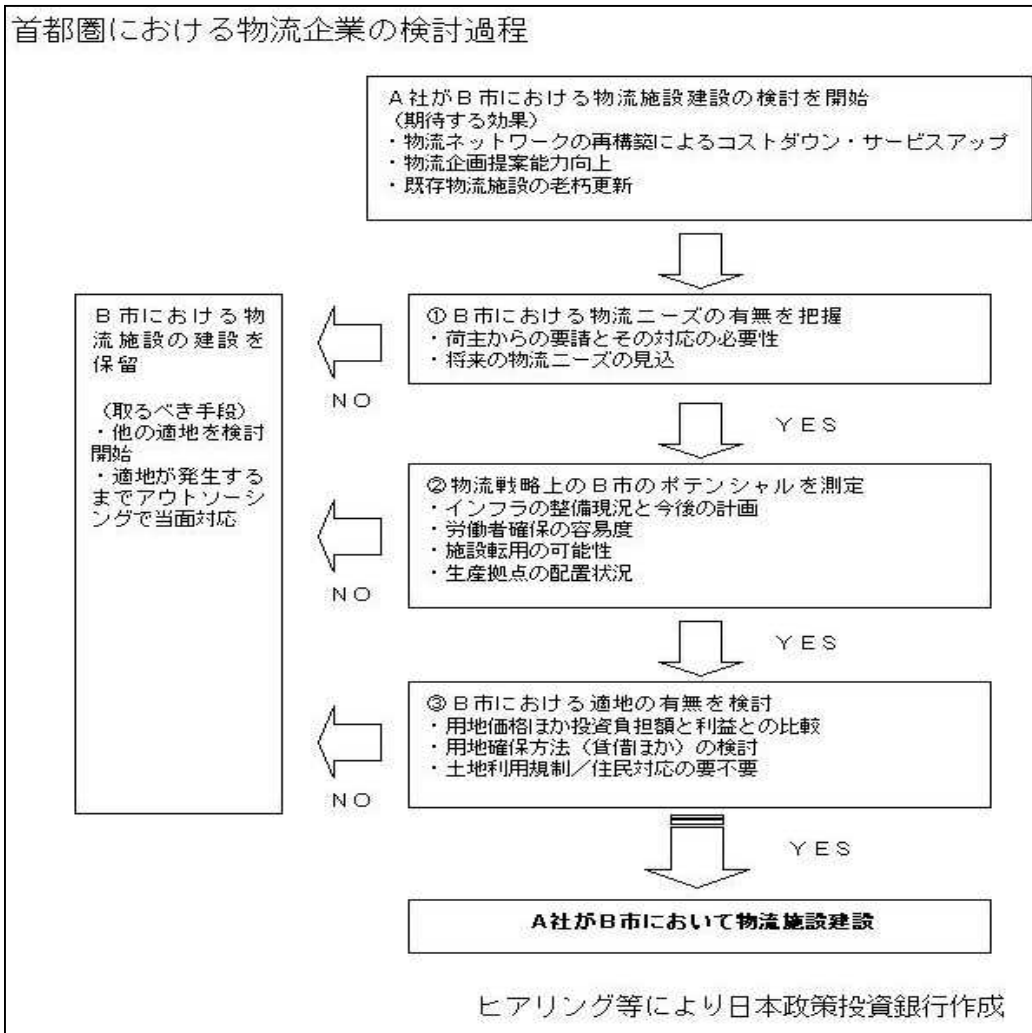 首都圏における物流企業の検討過程
A社がB市における物流施設建設の検討を開始
(期待する効果)
・物流ネットワークの再構築によるコストダウン・サービスアップ
・物流企画提案能力向上
・既存物流施設の老朽更新
B市における物
流施設の建設を
保留
(取るべき手段)
・他の適地を検討
開始
・適地が発生する
までアウトソーシ
ングで当面対応
①B市における物流ニーズの有無を把握
・荷主からの要請とその対応の必要性
・将来の物流ニーズの見込
NO
YES
②物流戦略上のB市のポテンシャルを測定
・インフラの整備現況と今後の計画
・労働者確保の容易度
・施設転用の可能性
・生産拠点の配置状況
NO
YES
③B市における適地の有無を検討
・用地価格ほか投資負担額と利益との比較
・用地確保方法(賃借ほか)の検討
・土地利用規制/住民対応の要不要
NO
YES
A社がB市において物流施設建設
ヒアリング等により日本政策投資銀行作成